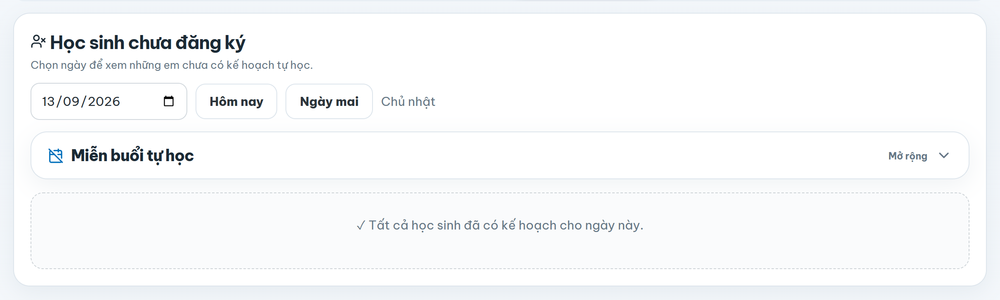 Học sinh chưa đăng ký
Chọn ngày để xem những em chưa có kế hoạch tự học.
13/09/2026 Hôm nay Ngày mai Chủ nhật
Miễn buổi tự học Mở rộng
✓ Tất cả học sinh đã có kế hoạch cho ngày này.